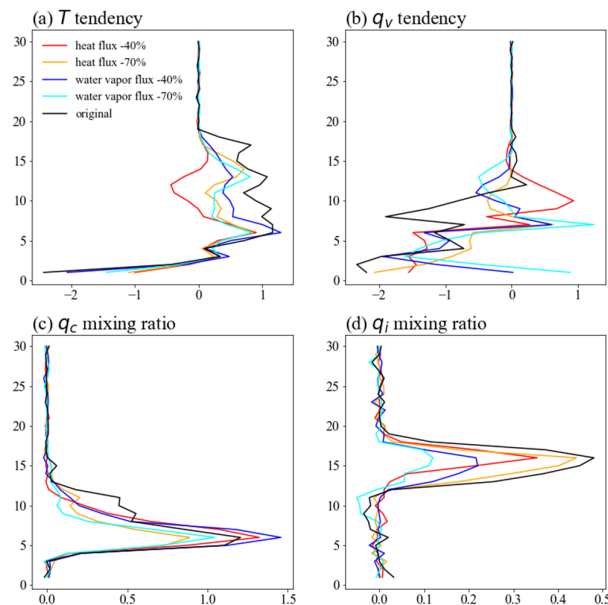 (a) T tendency
(b) qv tendency
30
25
20
15
10
5
0
heat flux -40%
heat flux -70%
water vapor flux -40%
water vapor flux -70%
original
−2 −1 0 1
30
25
20
15
10
5
0
−2 −1 0 1
(c) qc mixing ratio
(d) qi mixing ratio
30
25
20
15
10
5
0
0.0 0.5 1.0 1.5
30
25
20
15
10
5
0
0.0 0.1 0.2 0.3 0.4 0.5